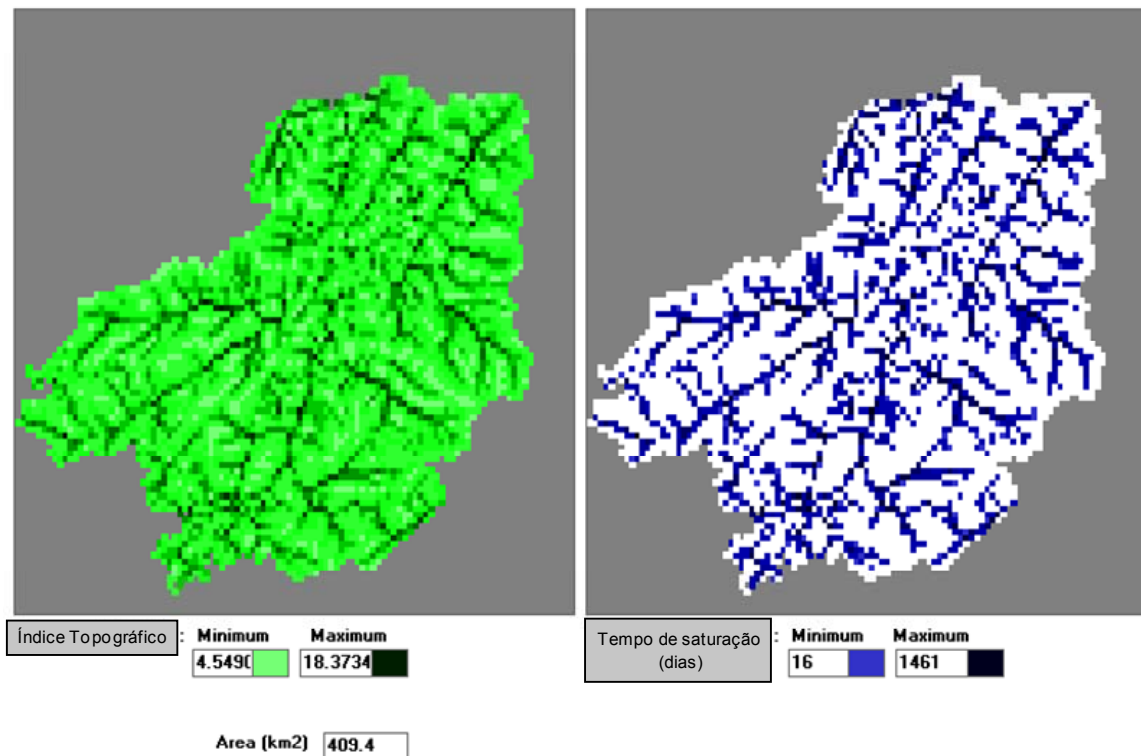 Índice Topográfico : Minimum Maximum
4.549 18.3734
Tempo de saturação (dias) : Minimum Maximum
16 1461
Area (km2) 409.4